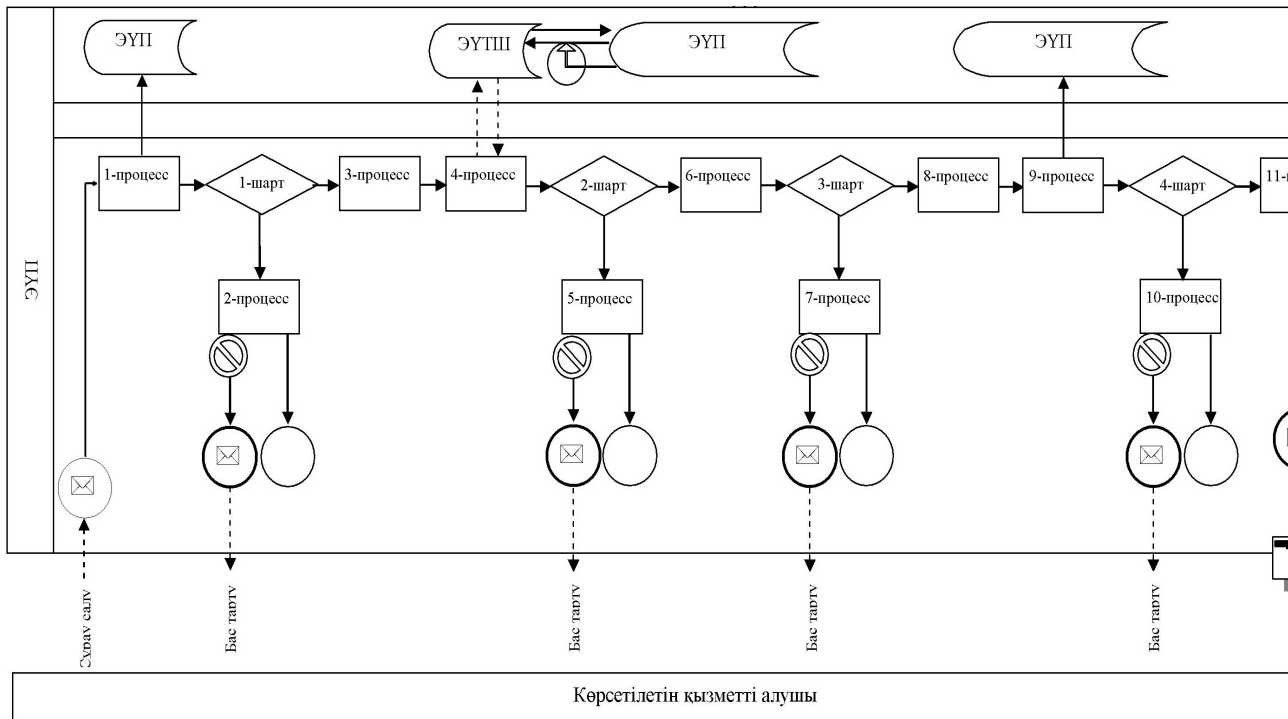 ЭҮП
ЭҮТШ
ЭҮП
ЭҮП
ЭҮП
1-процесс
1-шарт
3-процесс
4-процесс
2-шарт
6-процесс
3-шарт
8-процесс
9-процесс
4-шарт
2-процесс
5-процесс
7-процесс
10-процесс
Сұрау салу
Бас тарту
Бас тарту
Бас тарту
Бас тарту
Көрсетілетін қызметті алушы